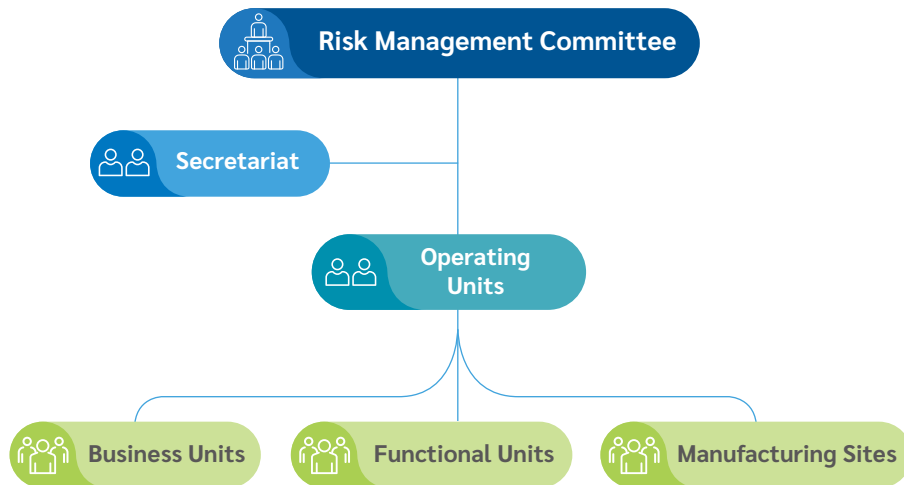 Risk Management Committee
Secretariat
Operating
Units
Business Units
Functional Units
Manufacturing Sites